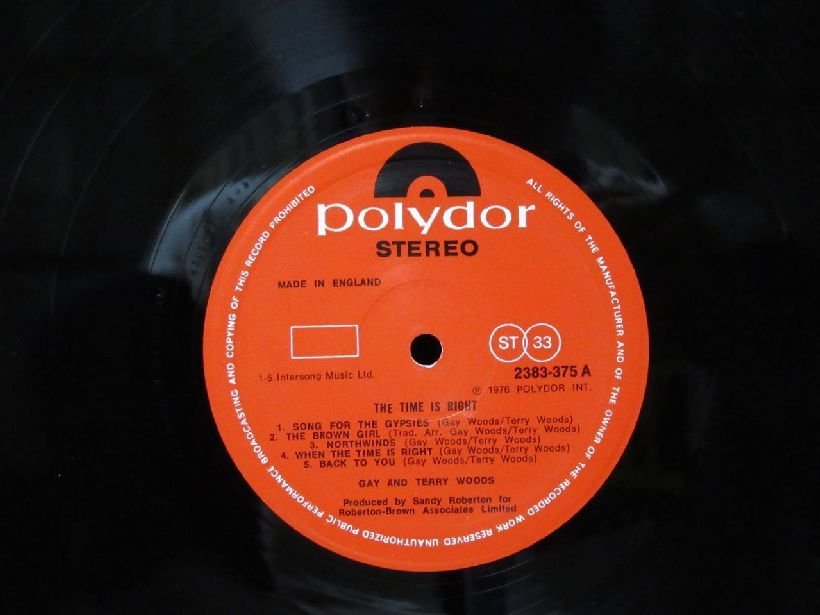 polydor
STEREO
MADE IN ENGLAND
ST 33
2383-375 A
1-5. Intersong Music Ltd.
℗ 1976 POLYDOR INT.
THE TIME IS RIGHT
1. SONG FOR THE GYPSIES (Gay Woods/Terry Woods)
2. THE BROWN GIRL (Trad. Arr. Gay Woods/Terry Woods)
3. NORTHWINDS (Gay Woods/Terry Woods)
4. WHEN THE TIME IS RIGHT (Gay Woods/Terry Woods)
5. BACK TO YOU (Gay Woods/Terry Woods)
GAY AND TERRY WOODS
Produced by Sandy Roberton for
Roberton-Brown Associates Limited
ALL RIGHTS OF THE MANUFACTURER AND OF THE OWNER OF THE RECORDED WORK RESERVED UNAUTHORIZED PUBLIC PERFORMANCE BROADCASTING AND COPYING OF THIS RECORD PROHIBITED